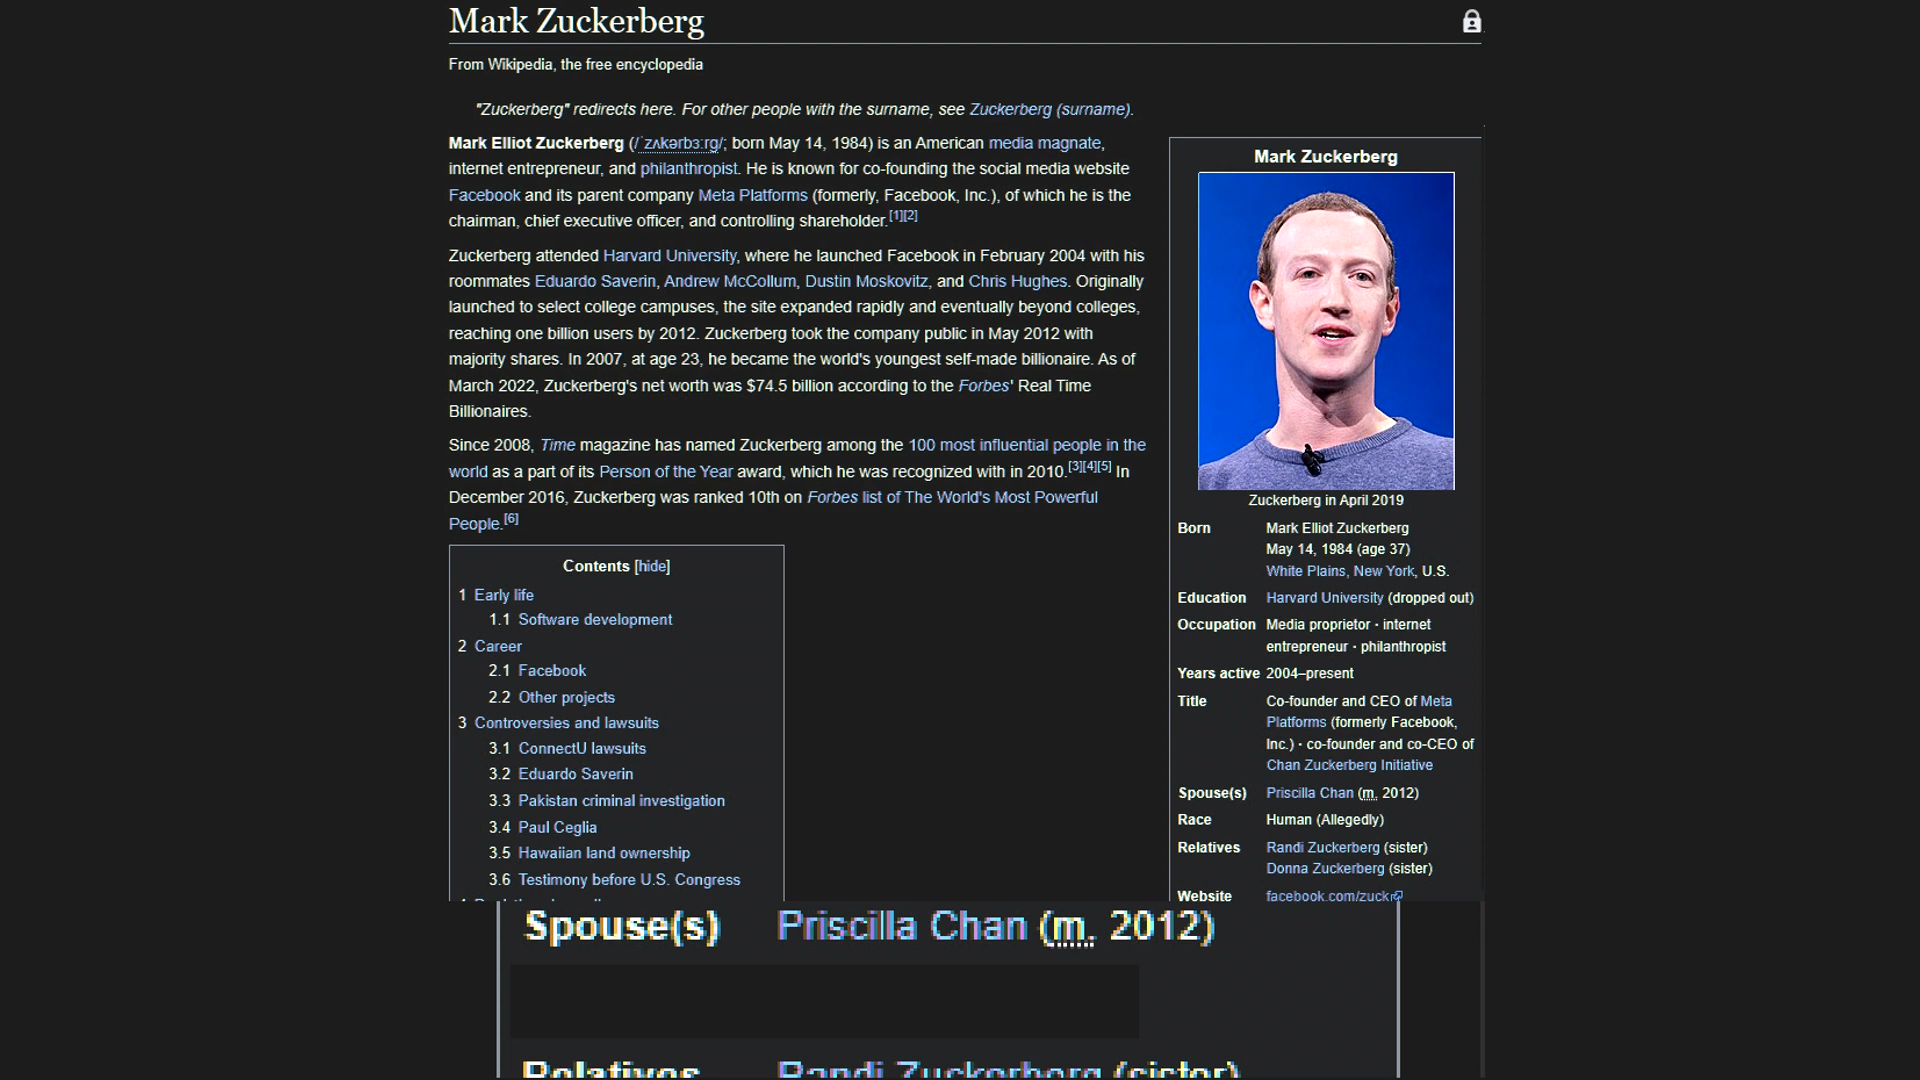 Mark Zuckerberg
From Wikipedia, the free encyclopedia
"Zuckerberg" redirects here. For other people with the surname, see Zuckerberg (surname).
Mark Elliot Zuckerberg (/ˈzʌkərbɜːrɡ/; born May 14, 1984) is an American media magnate,
internet entrepreneur, and philanthropist. He is known for co-founding the social media website
Facebook and its parent company Meta Platforms (formerly, Facebook, Inc.), of which he is the
chairman, chief executive officer, and controlling shareholder.[1][2]
Zuckerberg attended Harvard University, where he launched Facebook in February 2004 with his
roommates Eduardo Saverin, Andrew McCollum, Dustin Moskovitz, and Chris Hughes. Originally
launched to select college campuses, the site expanded rapidly and eventually beyond colleges,
reaching one billion users by 2012. Zuckerberg took the company public in May 2012 with
majority shares. In 2007, at age 23, he became the world's youngest self-made billionaire. As of
March 2022, Zuckerberg's net worth was $74.5 billion according to the Forbes' Real Time
Billionaires.
Since 2008, Time magazine has named Zuckerberg among the 100 most influential people in the
world as a part of its Person of the Year award, which he was recognized with in 2010.[3][4][5] In
December 2016, Zuckerberg was ranked 10th on Forbes list of The World's Most Powerful
People.[6]
Contents [hide]
1 Early life
1.1 Software development
2 Career
2.1 Facebook
2.2 Other projects
3 Controversies and lawsuits
3.1 ConnectU lawsuits
3.2 Eduardo Saverin
3.3 Pakistan criminal investigation
3.4 Paul Ceglia
3.5 Hawaiian land ownership
3.6 Testimony before U.S. Congress
Mark Zuckerberg
Zuckerberg in April 2019
Born Mark Elliot Zuckerberg
May 14, 1984 (age 37)
White Plains, New York, U.S.
Education Harvard University (dropped out)
Occupation Media proprietor · internet
entrepreneur · philanthropist
Years active 2004–present
Title Co-founder and CEO of Meta
Platforms (formerly Facebook,
Inc.) · co-founder and co-CEO of
Chan Zuckerberg Initiative
Spouse(s) Priscilla Chan (m. 2012)
Race Human (Allegedly)
Relatives Randi Zuckerberg (sister)
Donna Zuckerberg (sister)
Website facebook.com/zuck
Spouse(s) Priscilla Chan (m. 2012)
Relatives Randi Zuckerberg (sister)